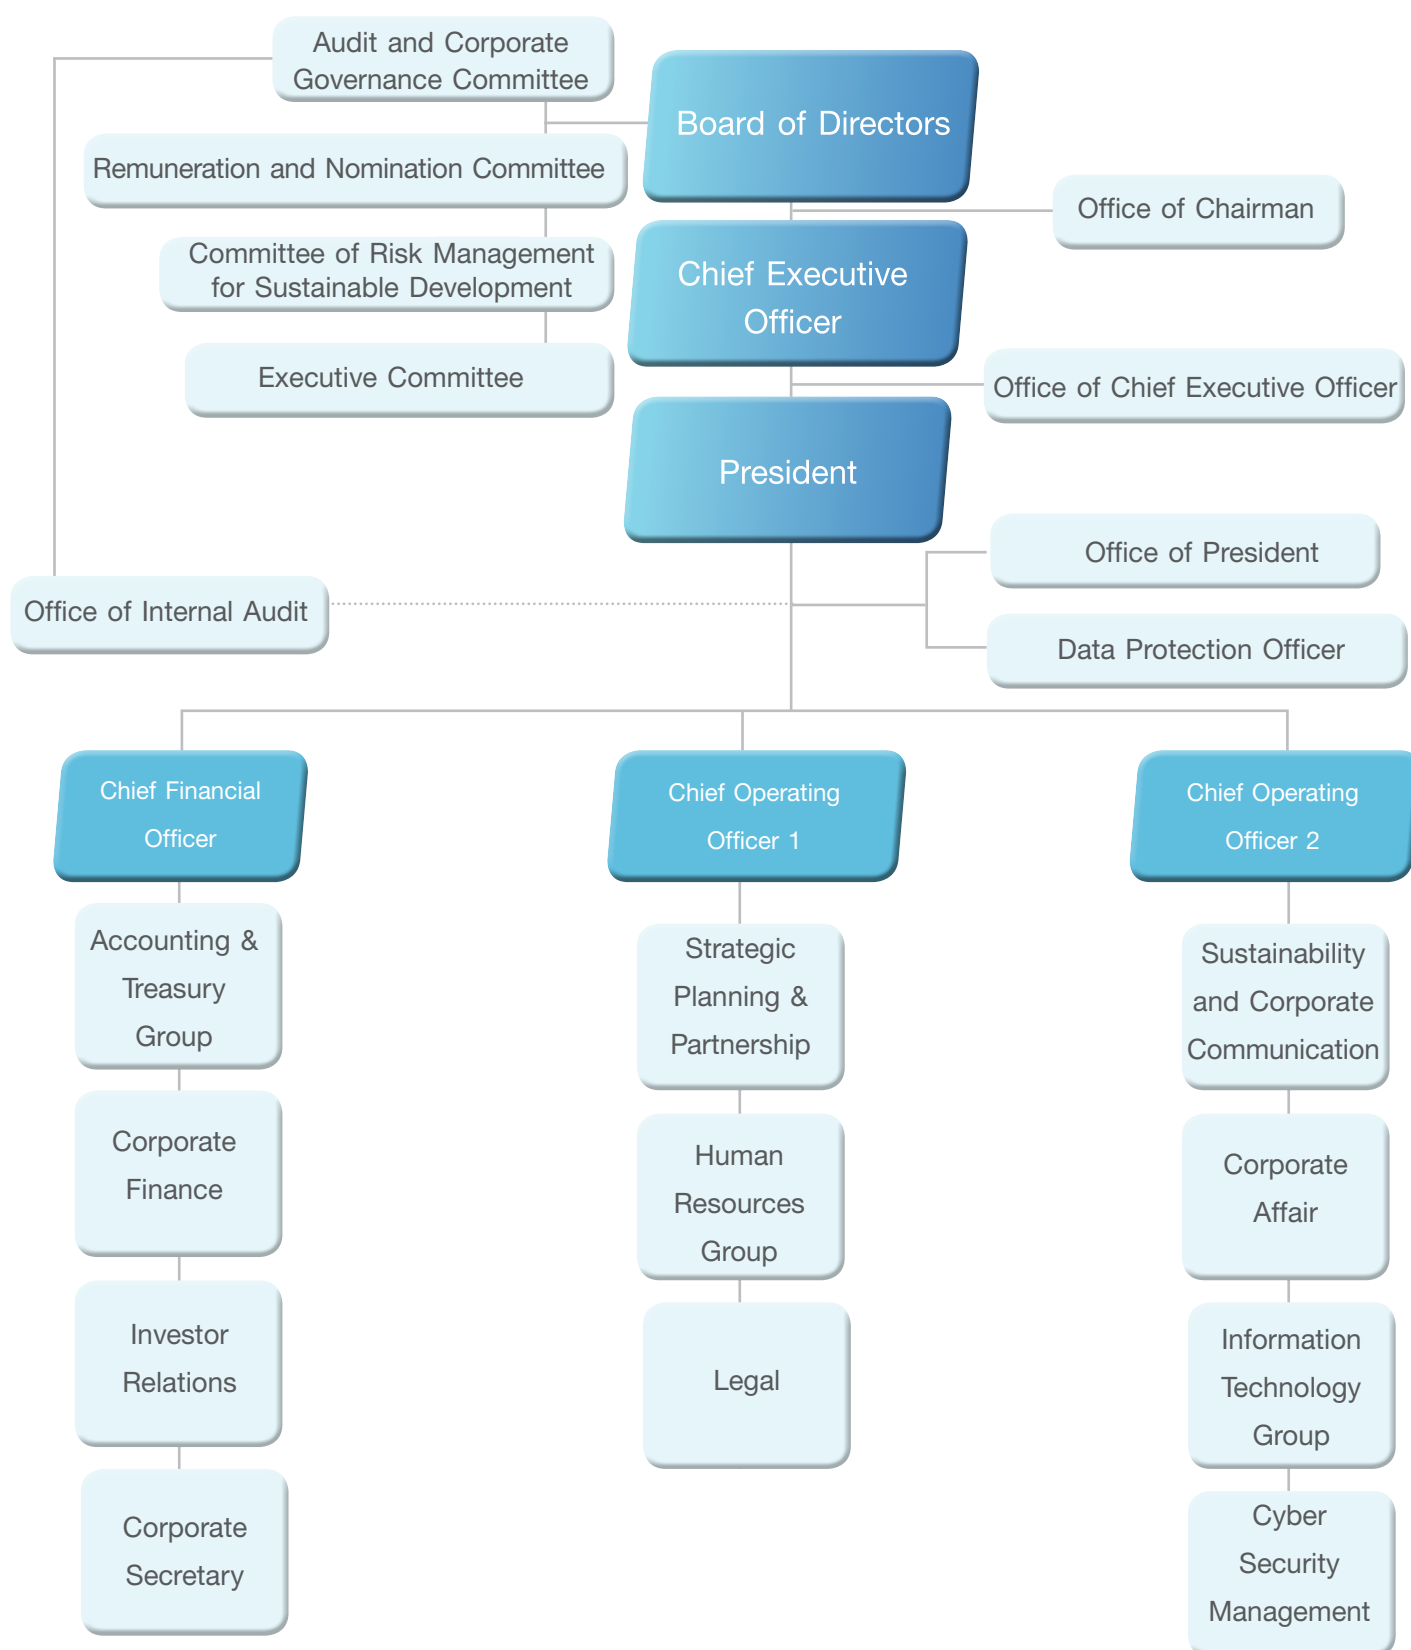 Audit and Corporate
Governance Committee
Board of Directors
Remuneration and Nomination Committee
Office of Chairman
Committee of Risk Management
for Sustainable Development
Chief Executive
Officer
Executive Committee
Office of Chief Executive Officer
President
Office of President
Office of Internal Audit
Data Protection Officer
Chief Financial
Officer
Accounting &
Treasury
Group
Corporate
Finance
Investor
Relations
Corporate
Secretary
Chief Operating
Officer 1
Strategic
Planning &
Partnership
Human
Resources
Group
Legal
Chief Operating
Officer 2
Sustainability
and Corporate
Communication
Corporate
Affair
Information
Technology
Group
Cyber
Security
Management